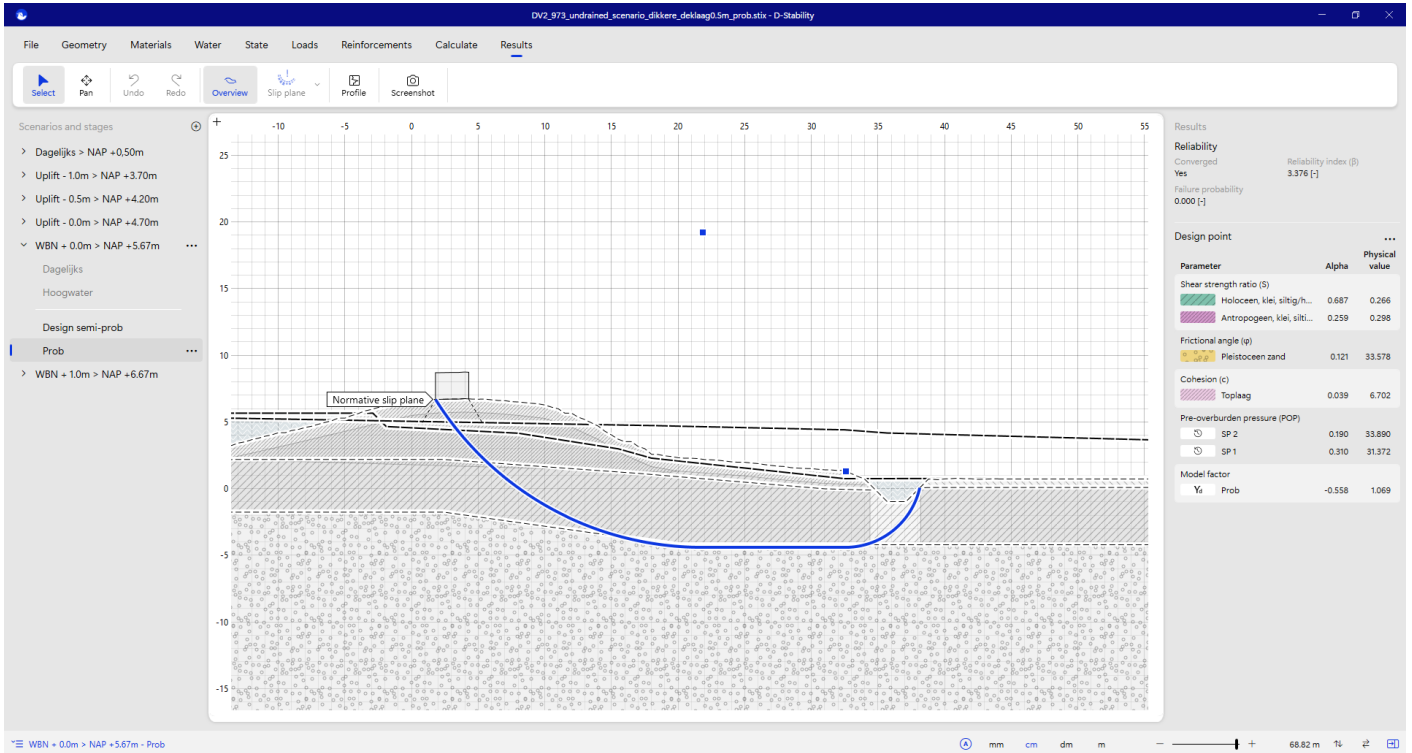 DV2_973_undrained_scenario_dikkere_deklaag0.5m_prob.stix - D-Stability
File Geometry Materials Water State Loads Reinforcements Calculate Results
Select Pan Undo Redo Overview Slip plane Profile Screenshot
Scenarios and stages
Dagelijks > NAP +0,50m
Uplift - 1.0m > NAP +3.70m
Uplift - 0.5m > NAP +4.20m
Uplift - 0.0m > NAP +4.70m
WBN + 0.0m > NAP +5.67m
Dagelijks
Hoogwater
Design semi-prob
Prob
WBN + 1.0m > NAP +6.67m
-10 -5 0 5 10 15 20 25 30 35 40 45 50 55
25
20
15
10
5
0
-5
-10
-15
Normative slip plane
Results
Reliability
Converged Reliability index (β)
Yes 3.376 [-]
Failure probability
0.000 [-]
Design point
Parameter Alpha Physical value
Shear strength ratio (S)
Holoceen, klei, siltig/h... 0.687 0.266
Antropogeen, klei, silti... 0.259 0.298
Frictional angle (φ)
Pleistoceen zand 0.121 33.578
Cohesion (c)
Toplaag 0.039 6.702
Pre-overburden pressure (POP)
SP 2 0.190 33.890
SP 1 0.310 31.372
Model factor
γd Prob -0.558 1.069
WBN + 0.0m > NAP +5.67m - Prob
A mm cm dm m
68.82 m